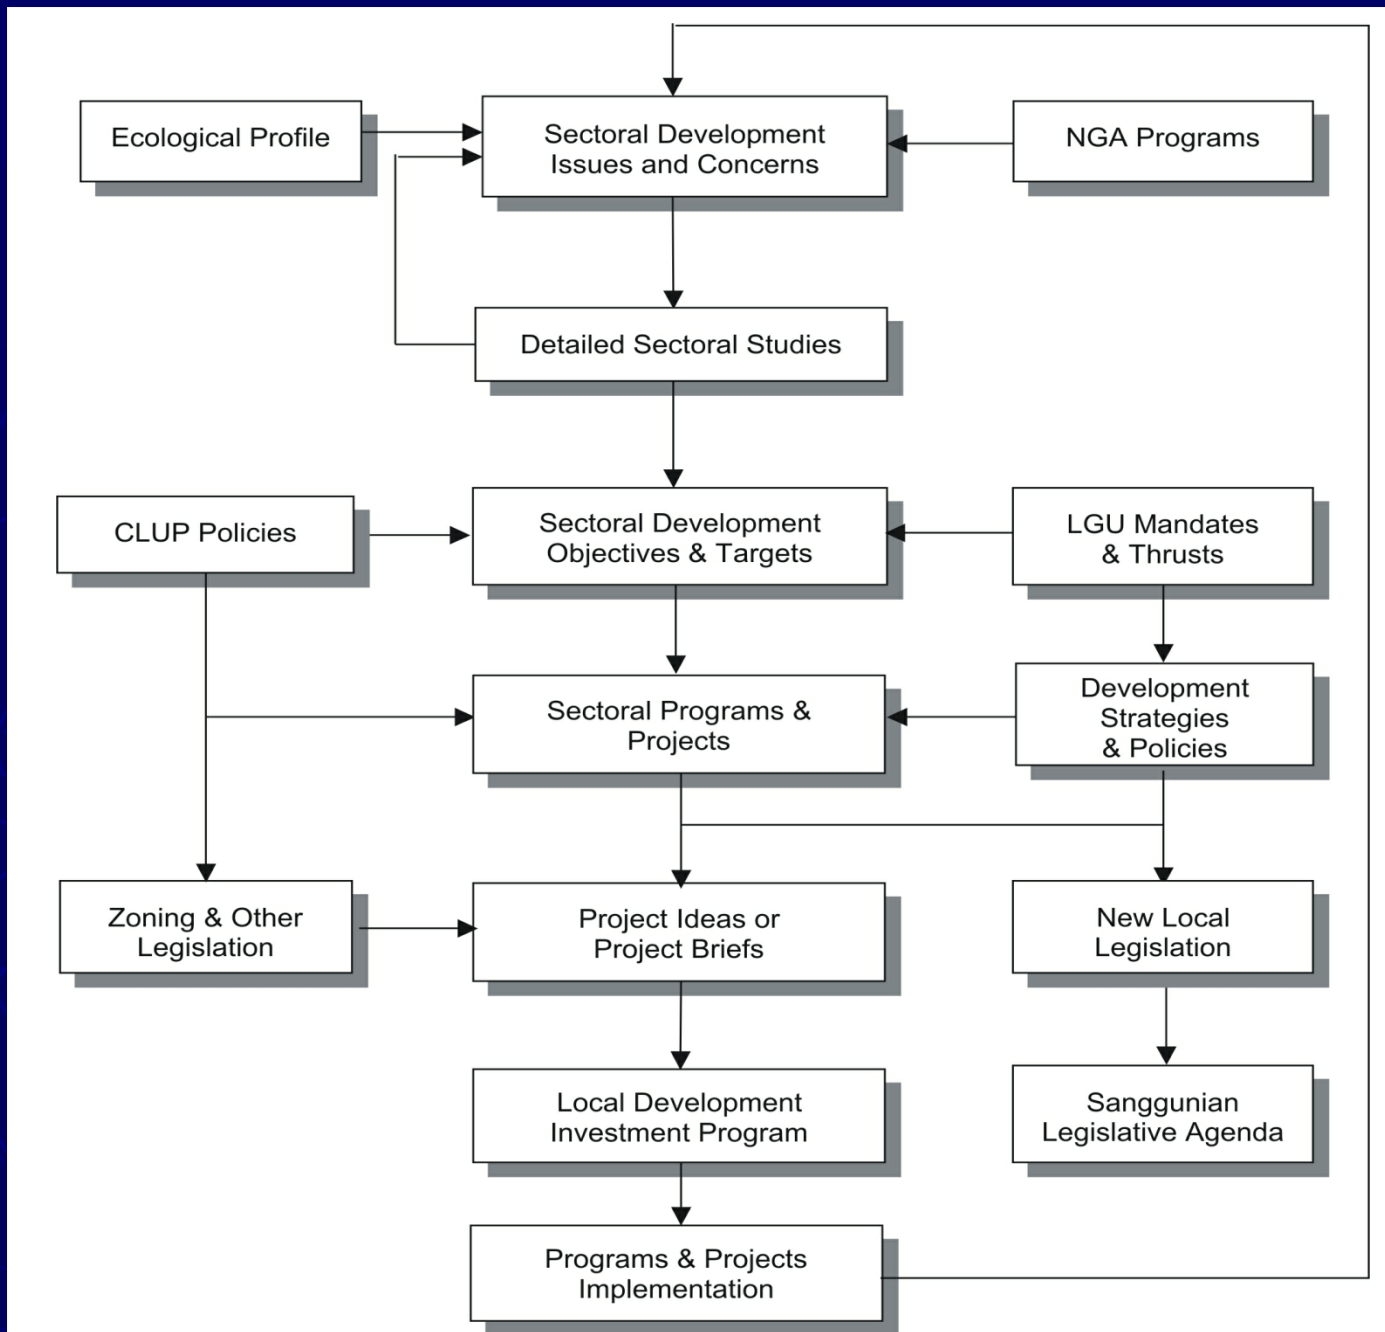 Ecological Profile
Sectoral Development
Issues and Concerns
NGA Programs
Detailed Sectoral Studies
CLUP Policies
Sectoral Development
Objectives & Targets
LGU Mandates
& Thrusts
Sectoral Programs &
Projects
Development
Strategies
& Policies
Zoning & Other
Legislation
Project Ideas or
Project Briefs
New Local
Legislation
Local Development
Investment Program
Sanggunian
Legislative Agenda
Programs & Projects
Implementation